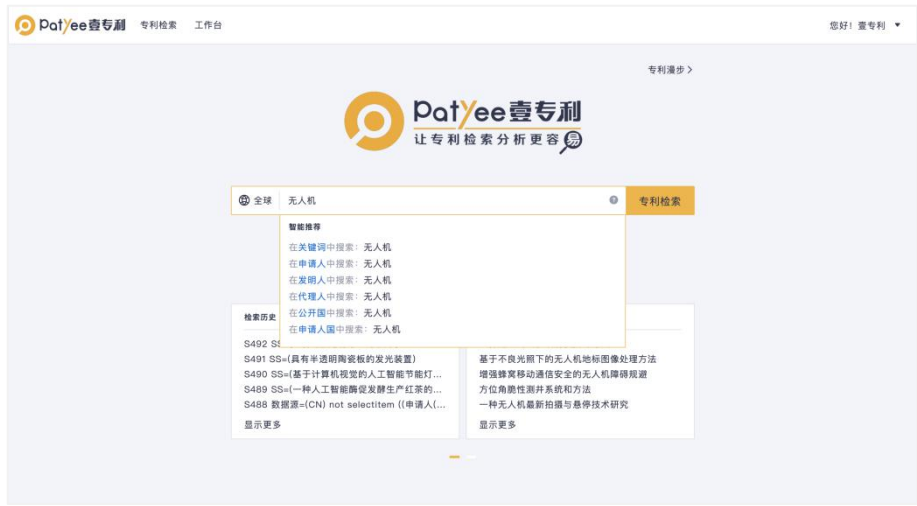 Patyee壹专利 专利检索 工作台 您好！壹专利
专利漫步 >
Patyee壹专利
让专利检索分析更容易
全球 无人机 专利检索
智能推荐
在关键词中搜索：无人机
在申请人中搜索：无人机
在发明人中搜索：无人机
在代理人中搜索：无人机
在公开国中搜索：无人机
在申请人国中搜索：无人机
检索历史
S492 SS
S491 SS=(具有半透明陶瓷板的发光装置)
S490 SS=(基于计算机视觉的人工智能节能灯...
S489 SS=(一种人工智能酶促发酵生产红茶的...
S488 数据源=(CN) not selectitem ((申请人(...
显示更多
基于不良光照下的无人机地标图像处理方法
增强蜂窝移动通信安全的无人机障碍规避
方位角脆性测井系统和方法
一种无人机最新拍摄与悬停技术研究
显示更多